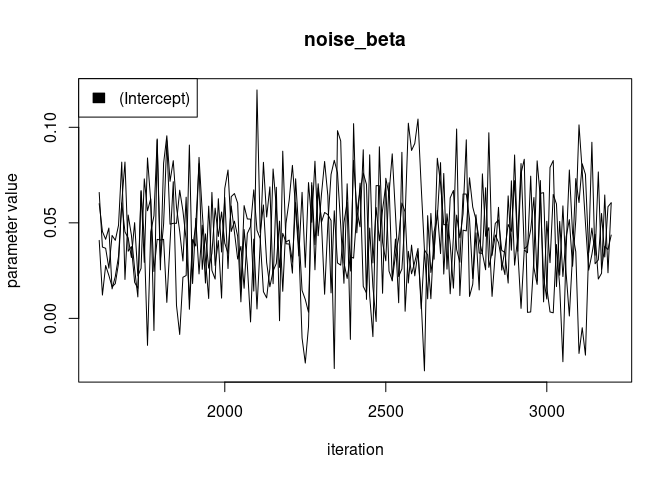 noise_beta
(Intercept)
parameter value
0.10
0.05
0.00
2000 2500 3000
iteration